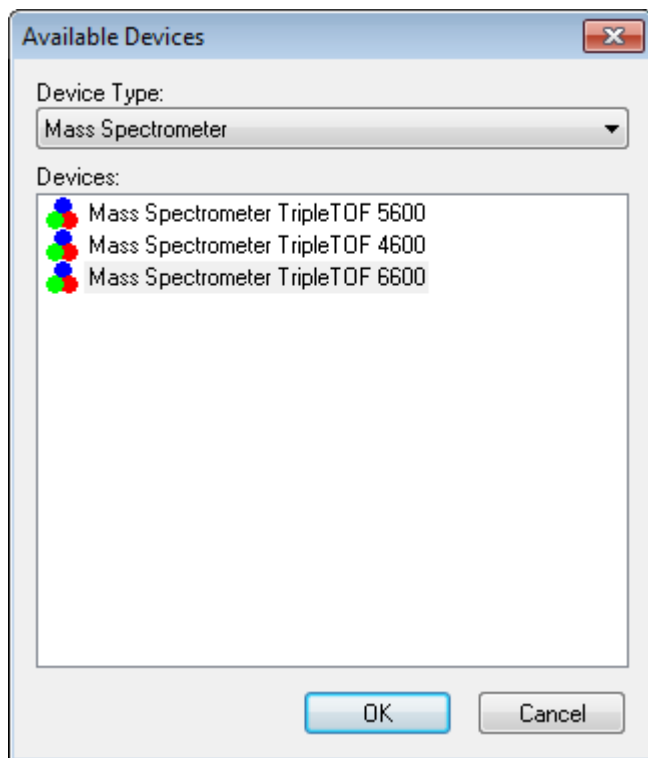 Available Devices
Device Type:
Mass Spectrometer
Devices:
Mass Spectrometer TripleTOF 5600
Mass Spectrometer TripleTOF 4600
Mass Spectrometer TripleTOF 6600
OK Cancel